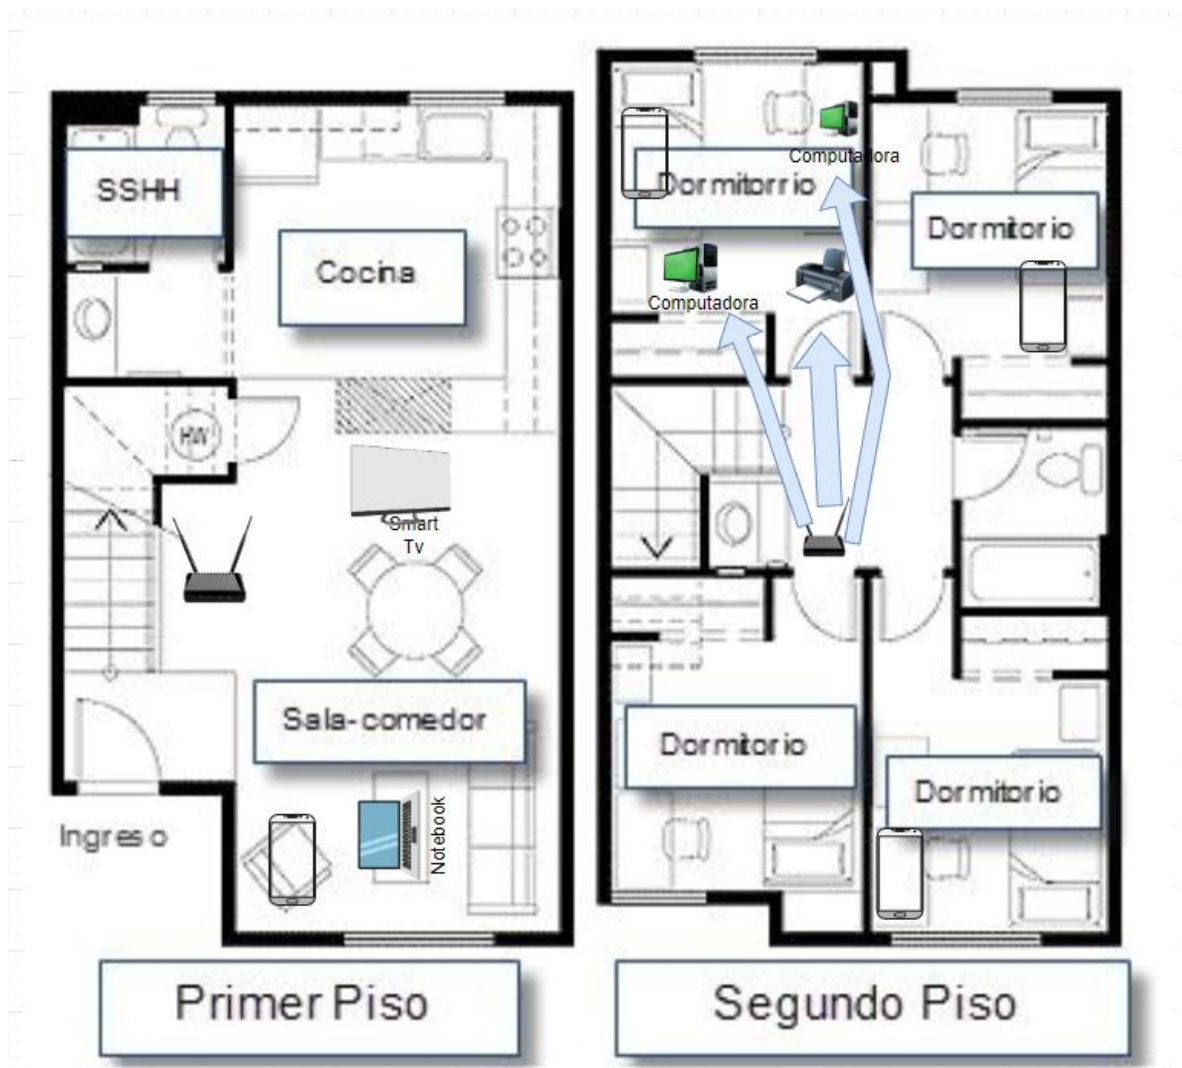 SSHH
Cocina
HW
Smart
Tv
Sala-comedor
Notebook
Ingreso
Primer Piso
Computadora
Dormitorrio
Dormitorio
Computadora
Dormitorio
Dormitorio
Segundo Piso